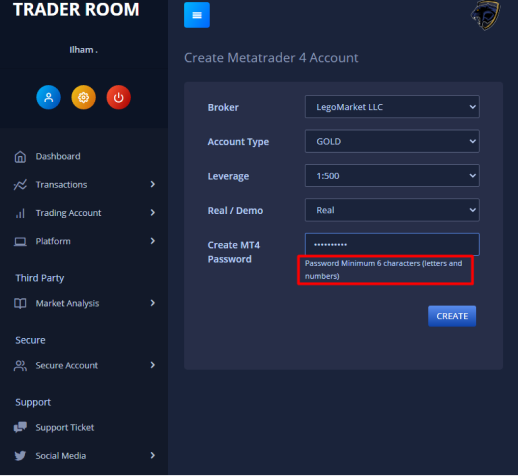 TRADER ROOM
Ilham .
Dashboard
Transactions
Trading Account
Platform
Third Party
Market Analysis
Secure
Secure Account
Support
Support Ticket
Social Media
Create Metatrader 4 Account
Broker
LegoMarket LLC
Account Type
GOLD
Leverage
1:500
Real / Demo
Real
Create MT4
Password
••••••••••
Password Minimum 6 characters (letters and
numbers)
CREATE